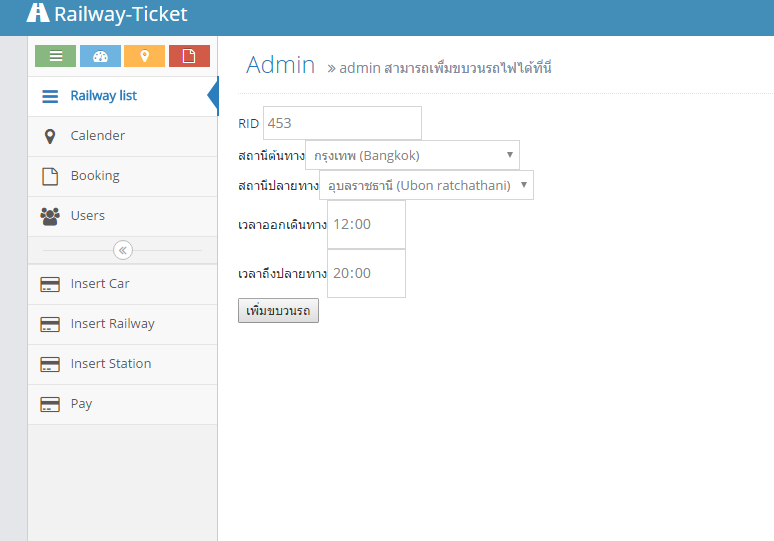 Railway-Ticket
Railway list
Calender
Booking
Users
Insert Car
Insert Railway
Insert Station
Pay
Admin » admin สามารถเพิ่มขบวนรถไฟได้ที่นี่
RID 453
สถานีต้นทาง กรุงเทพ (Bangkok)
สถานีปลายทาง อุบลราชธานี (Ubon ratchathani)
เวลาออกเดินทาง 12:00
เวลาถึงปลายทาง 20:00
เพิ่มขบวนรถ